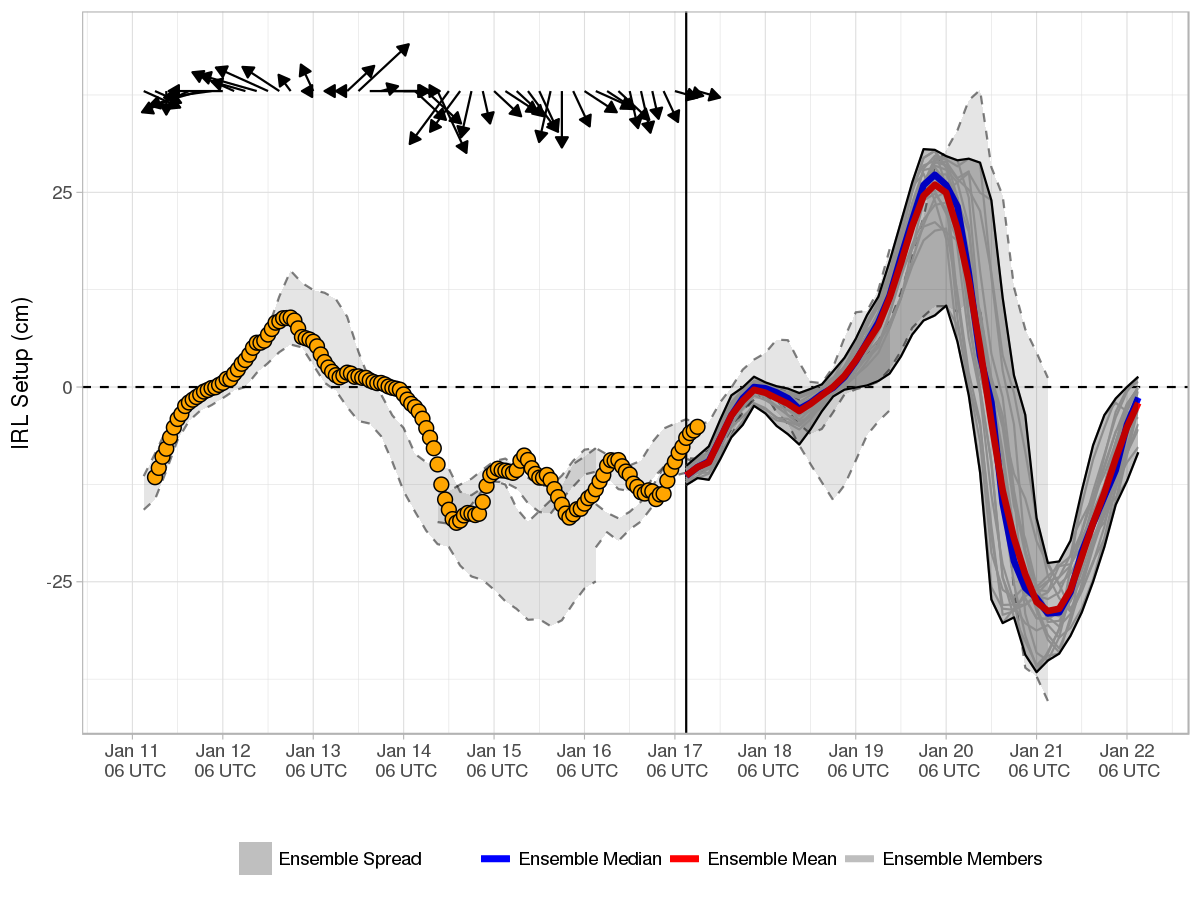 IRL Setup (cm)
25
0
-25
Jan 11 Jan 12 Jan 13 Jan 14 Jan 15 Jan 16 Jan 17 Jan 18 Jan 19 Jan 20 Jan 21 Jan 22
06 UTC 06 UTC 06 UTC 06 UTC 06 UTC 06 UTC 06 UTC 06 UTC 06 UTC 06 UTC 06 UTC 06 UTC
Ensemble Spread Ensemble Median Ensemble Mean Ensemble Members